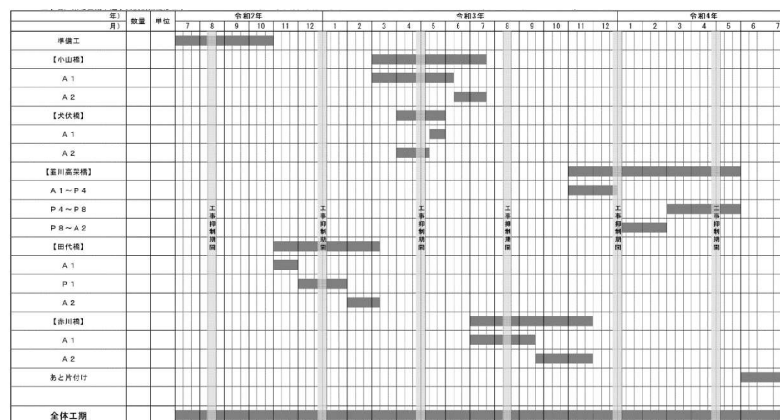 年） 数量 単位 令和2年 令和3年 令和4年
月） 7 8 9 10 11 12 1 2 3 4 5 6 7 8 9 10 11 12 1 2 3 4 5 6 7
準備工
【小山橋】
A1
A2
【犬伏橋】
A1
A2
【韮川高架橋】
A1～P4
P4～P8
P8～A2
工事抑制期間 工事抑制期間 工事抑制期間 工事抑制期間 工事抑制期間 工事抑制期間
【田代橋】
A1
P1
A2
【赤川橋】
A1
A2
あと片付け
全体工期